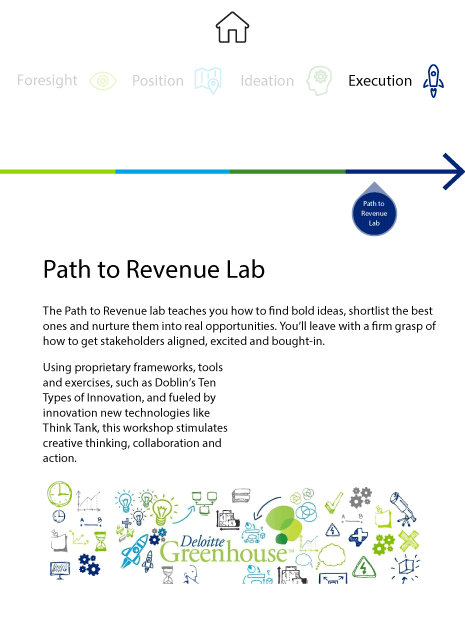 Foresight Position Ideation Execution
Path to
Revenue
Lab
Path to Revenue Lab
The Path to Revenue lab teaches you how to find bold ideas, shortlist the best
ones and nurture them into real opportunities. You’ll leave with a firm grasp of
how to get stakeholders aligned, excited and bought-in.
Using proprietary frameworks, tools
and exercises, such as Doblin’s Ten
Types of Innovation, and fueled by
innovation new technologies like
Think Tank, this workshop stimulates
creative thinking, collaboration and
action.
A B
A B
Deloitte
Greenhouse™